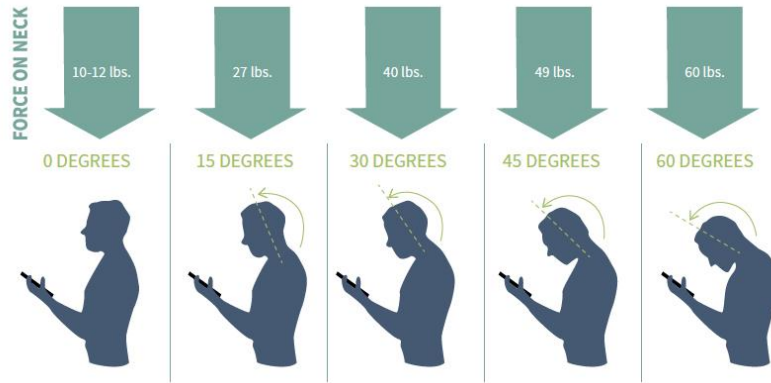 FORCE ON NECK
10-12 lbs.
27 lbs.
40 lbs.
49 lbs.
60 lbs.
0 DEGREES
15 DEGREES
30 DEGREES
45 DEGREES
60 DEGREES